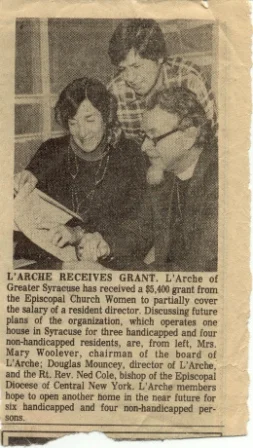 L'ARCHE RECEIVES GRANT. L'Arche of
Greater Syracuse has received a $5,400 grant from
the Episcopal Church Women to partially cover
the salary of a resident director. Discussing future
plans of the organization, which operates one
house in Syracuse for three handicapped and four
non-handicapped residents, are, from left, Mrs.
Mary Woolever, chairman of the board of
L'Arche; Douglas Mouncey, director of L'Arche,
and the Rt. Rev. Ned Cole, bishop of the Episcopal
Diocese of Central New York. L'Arche members
hope to open another home in the near future for
six handicapped and four non-handicapped per-
sons.